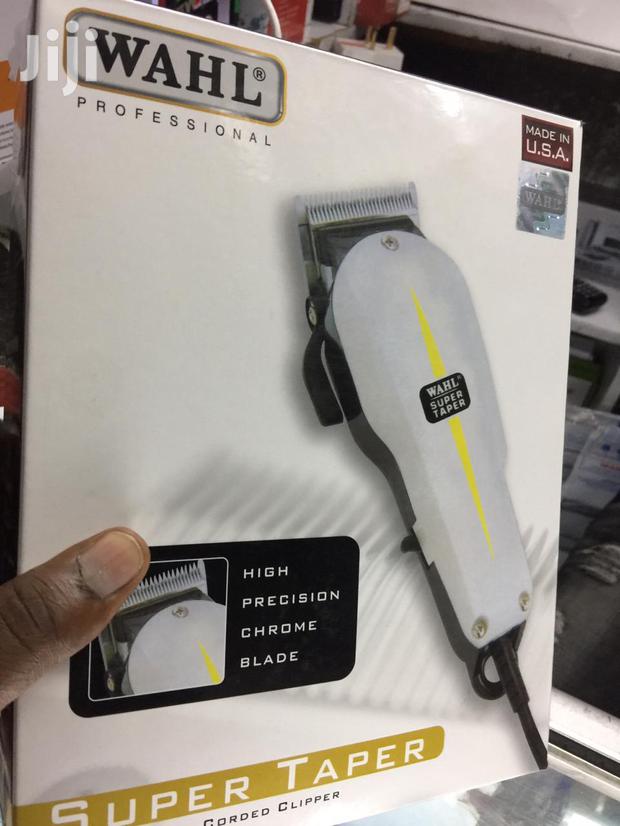 Jiji
WAHL®
PROFESSIONAL
MADE IN
U.S.A.
WAHL
WAHL®
SUPER
TAPER
HIGH
PRECISION
CHROME
BLADE
SUPER TAPER
CORDED CLIPPER